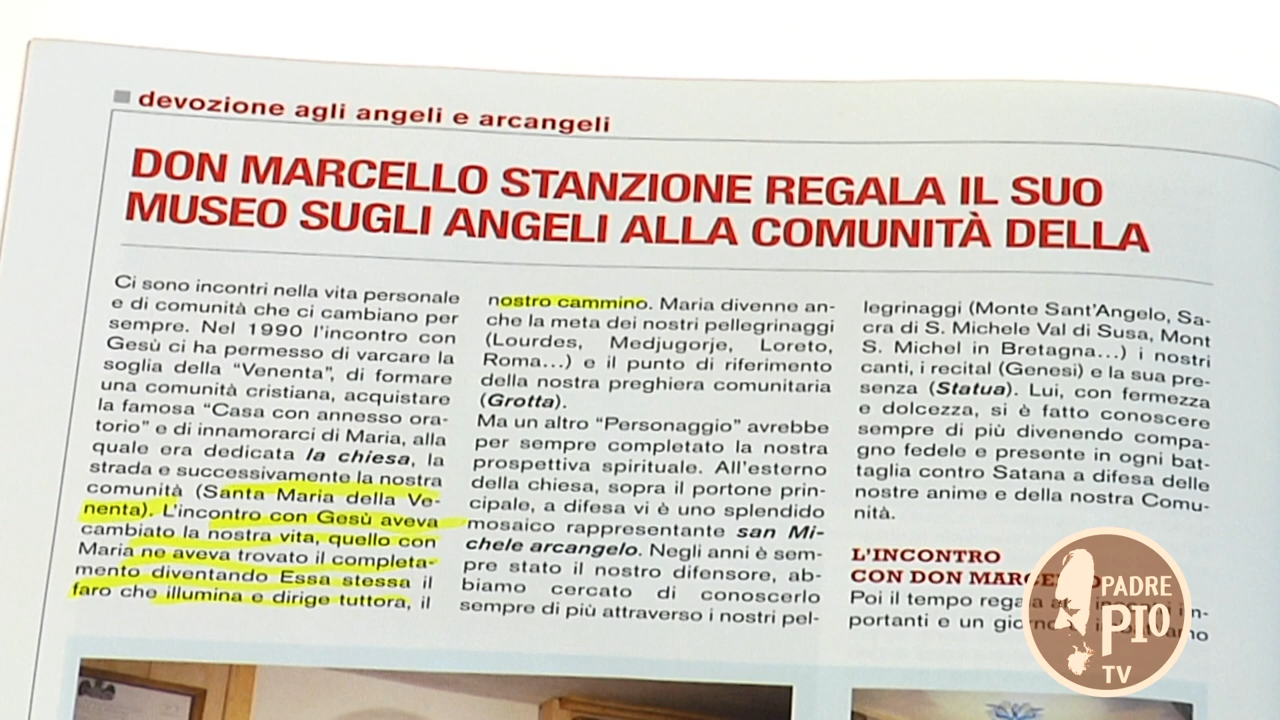 devozione agli angeli e arcangeli
DON MARCELLO STANZIONE REGALA IL SUO
MUSEO SUGLI ANGELI ALLA COMUNITÀ DELLA
Ci sono incontri nella vita personale
e di comunità che ci cambiano per
sempre. Nel 1990 l'incontro con
Gesù ci ha permesso di varcare la
soglia della "Venenta", di formare
una comunità cristiana, acquistare
la famosa "Casa con annesso ora-
torio" e di innamorarci di Maria, alla
quale era dedicata la chiesa, la
strada e successivamente la nostra
comunità (Santa Maria della Ve-
nenta). L'incontro con Gesù aveva
cambiato la nostra vita, quello con
Maria ne aveva trovato il completa-
mento diventando Essa stessa il
faro che illumina e dirige tuttora, il
nostro cammino. Maria divenne an-
che la meta dei nostri pellegrinaggi
(Lourdes, Medjugorje, Loreto,
Roma...) e il punto di riferimento
della nostra preghiera comunitaria
(Grotta).
Ma un altro "Personaggio" avrebbe
per sempre completato la nostra
prospettiva spirituale. All'esterno
della chiesa, sopra il portone prin-
cipale, a difesa vi è uno splendido
mosaico rappresentante san Mi-
chele arcangelo. Negli anni è sem-
pre stato il nostro difensore, ab-
biamo cercato di conoscerlo
sempre di più attraverso i nostri pel-
legrinaggi (Monte Sant'Angelo, Sa-
cra di S. Michele Val di Susa, Mont
S. Michel in Bretagna...) i nostri
canti, i recital (Genesi) e la sua pre-
senza (Statua). Lui, con fermezza
e dolcezza, si è fatto conoscere
sempre di più divenendo compa-
gno fedele e presente in ogni bat-
taglia contro Satana a difesa delle
nostre anime e della nostra Comu-
nità.
L'INCONTRO
CON DON MARCELLO
Poi il tempo regala in-
portanti e un giorno
PADRE
PIO
TV